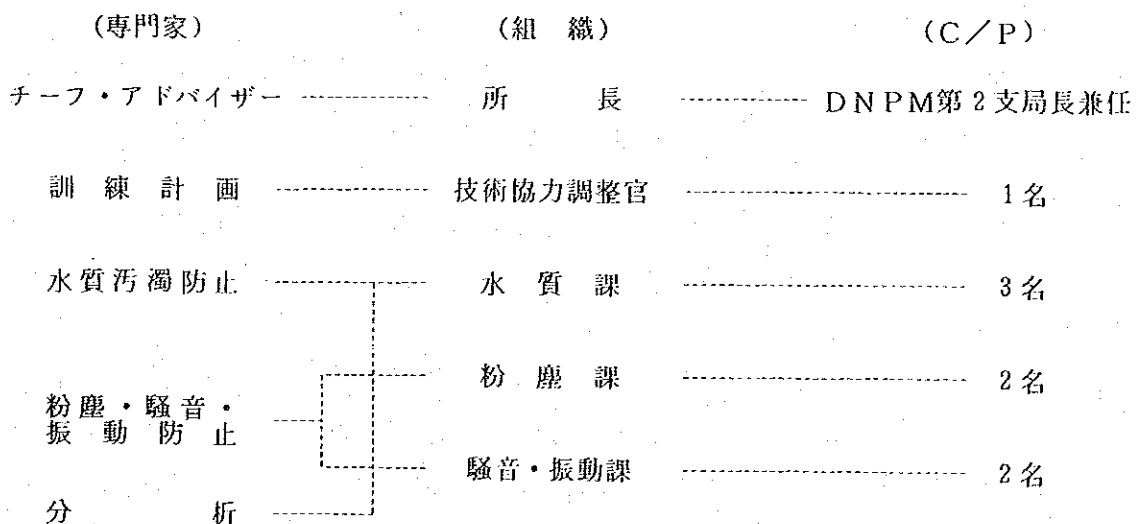 (専門家) (組 織) (C/P)
チーフ・アドバイザー 所 長 DNPM第2支局長兼任
訓 練 計 画 技術協力調整官 1名
水質汚濁防止 水 質 課 3名
粉 塵 課 2名
粉塵・騒音・
振 動 防 止
騒音・振動課 2名
分 析